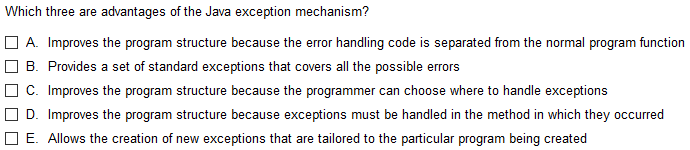 Which three are advantages of the Java exception mechanism?
A. Improves the program structure because the error handling code is separated from the normal program function
B. Provides a set of standard exceptions that covers all the possible errors
C. Improves the program structure because the programmer can choose where to handle exceptions
D. Improves the program structure because exceptions must be handled in the method in which they occurred
E. Allows the creation of new exceptions that are tailored to the particular program being created